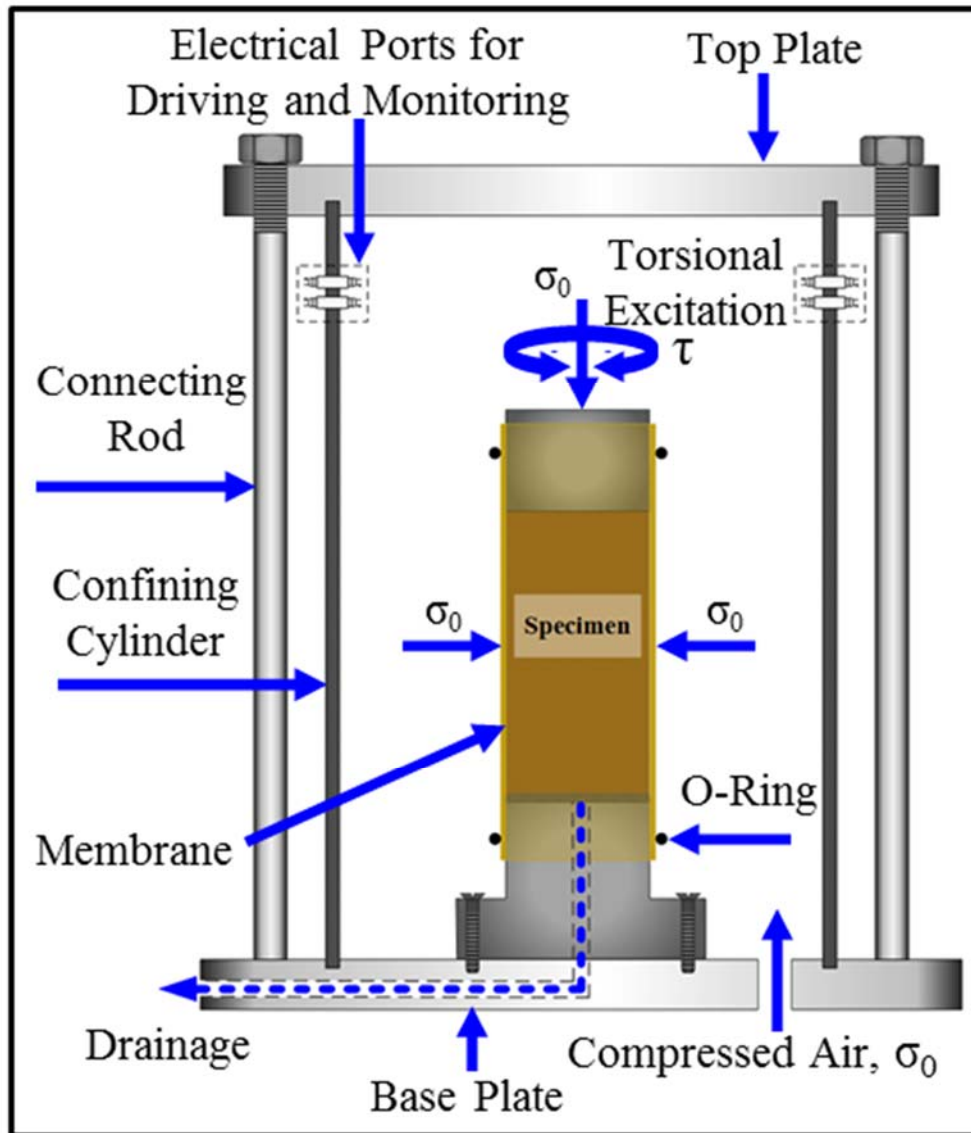 Electrical Ports for
Driving and Monitoring
Top Plate
σ₀
Torsional
Excitation
τ
Connecting
Rod
Confining
Cylinder
σ₀
Specimen
σ₀
Membrane
O-Ring
Drainage
Base Plate
Compressed Air, σ₀